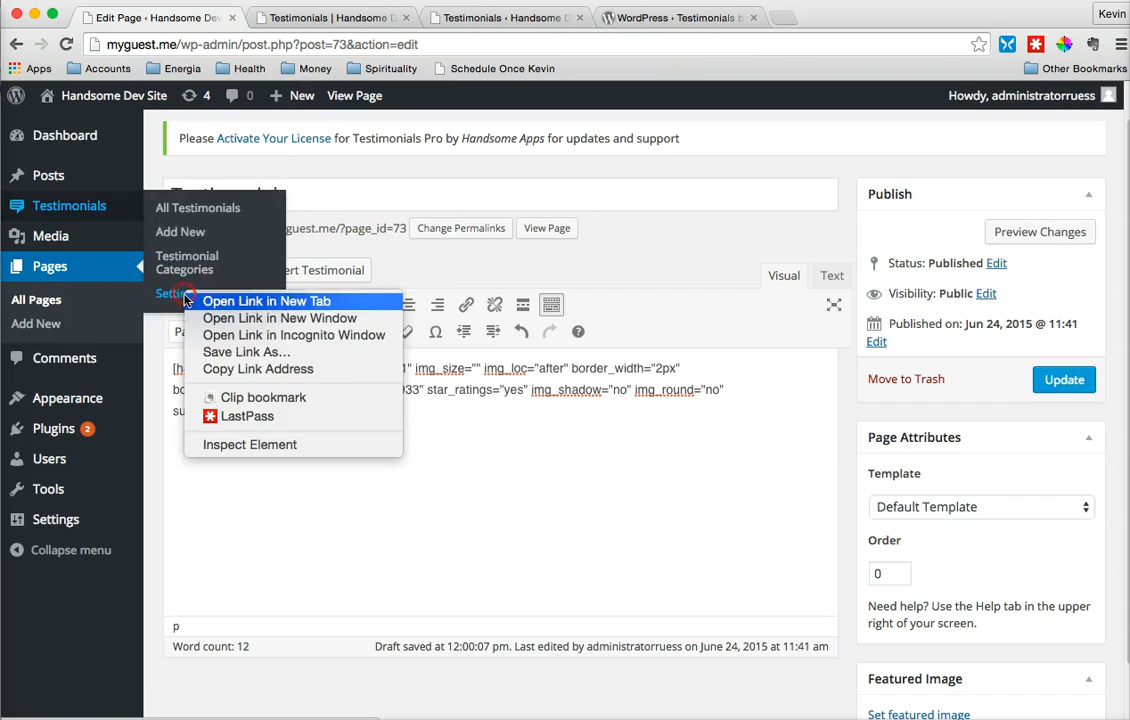 Edit Page ‹ Handsome Dev
Testimonials | Handsome D
Testimonials ‹ Handsome D
WordPress › Testimonials b
Kevin
myguest.me/wp-admin/post.php?post=73&action=edit
Apps
Accounts
Energia
Health
Money
Spirituality
Schedule Once Kevin
Other Bookmarks
Handsome Dev Site
4
0
New
View Page
Howdy, administratorruess
Dashboard
Posts
Testimonials
Media
Pages
All Pages
Add New
Comments
Appearance
Plugins 2
Users
Tools
Settings
Collapse menu
All Testimonials
Add New
Testimonial
Categories
Open Link in New Tab
Open Link in New Window
Open Link in Incognito Window
Save Link As...
Copy Link Address
Clip bookmark
LastPass
Inspect Element
Please Activate Your License for Testimonials Pro by Handsome Apps for updates and support
guest.me/?page_id=73
Change Permalinks
View Page
ert Testimonial
Visual
Text
1" img_size="" img_loc="after" border_width="2px"
933" star_ratings="yes" img_shadow="no" img_round="no"
p
Word count: 12
Draft saved at 12:00:07 pm. Last edited by administratorruess on June 24, 2015 at 11:41 am
Publish
Preview Changes
Status: Published Edit
Visibility: Public Edit
Published on: Jun 24, 2015 @ 11:41
Edit
Move to Trash
Update
Page Attributes
Template
Default Template
Order
0
Need help? Use the Help tab in the upper
right of your screen.
Featured Image
Set featured image